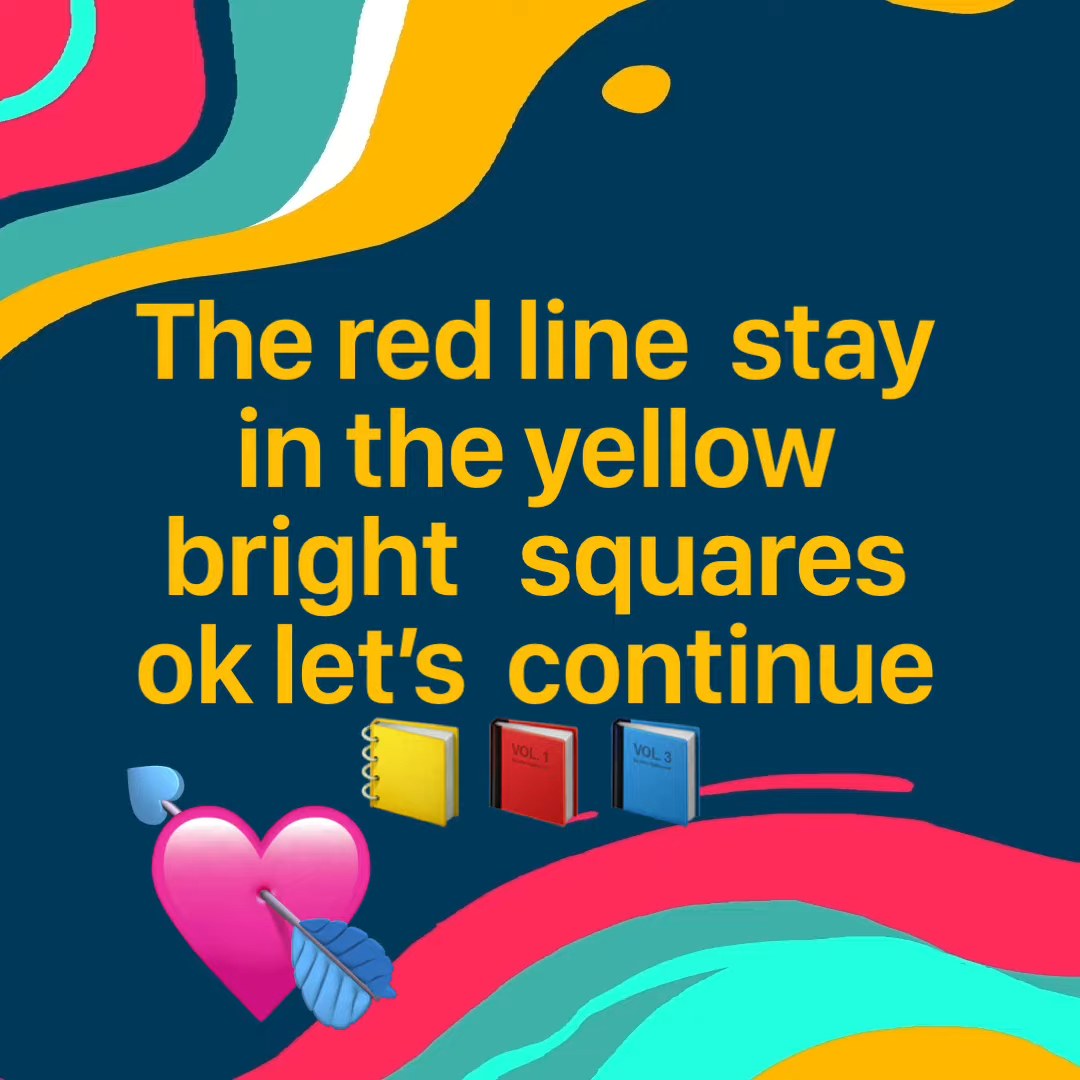 The red line stay
in the yellow
bright squares
ok let’s continue
VOL. 1 VOL. 3